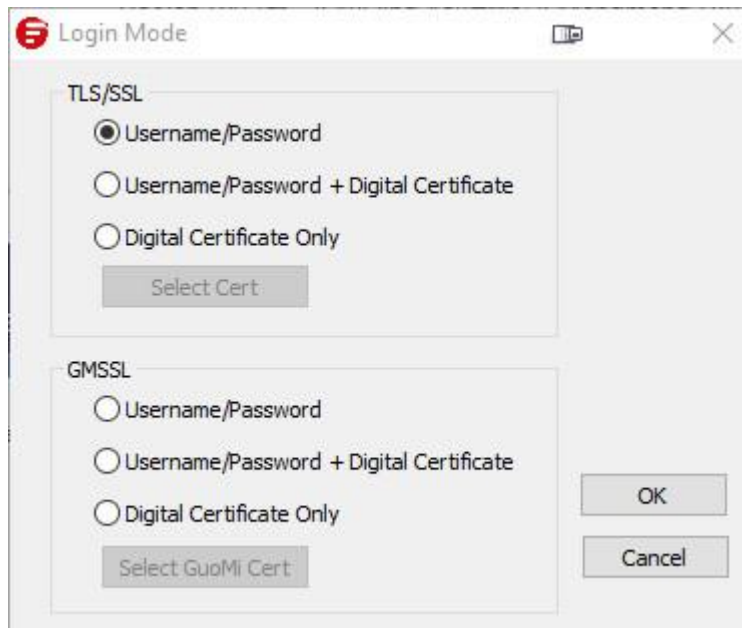 Login Mode
TLS/SSL
Username/Password
Username/Password + Digital Certificate
Digital Certificate Only
Select Cert
GMSSL
Username/Password
Username/Password + Digital Certificate
Digital Certificate Only
Select GuoMi Cert
OK
Cancel